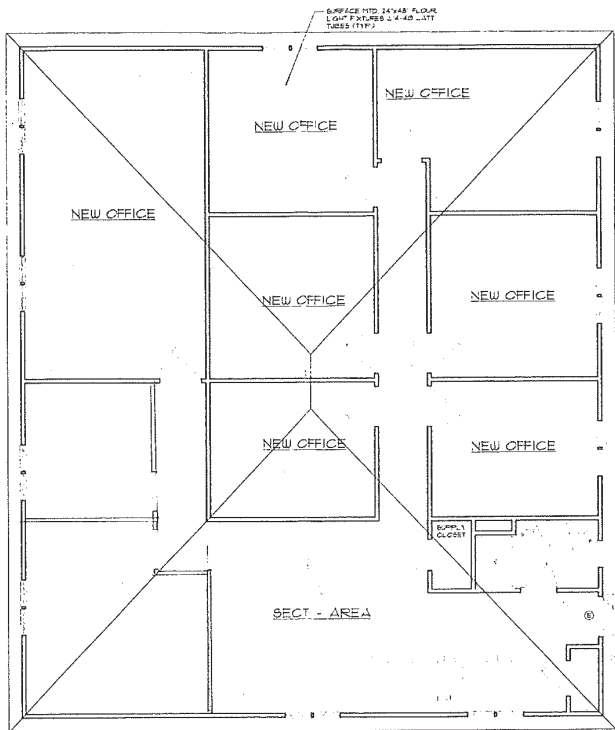 SURFACE MTD. 24"x48" FLOUR.
LIGHT FIXTURES 4-40 WATT
TUBES (TYP.)
NEW OFFICE
NEW OFFICE
NEW OFFICE
NEW OFFICE
NEW OFFICE
NEW OFFICE
NEW OFFICE
SUPPLY
CLOSET
SECT - AREA
E